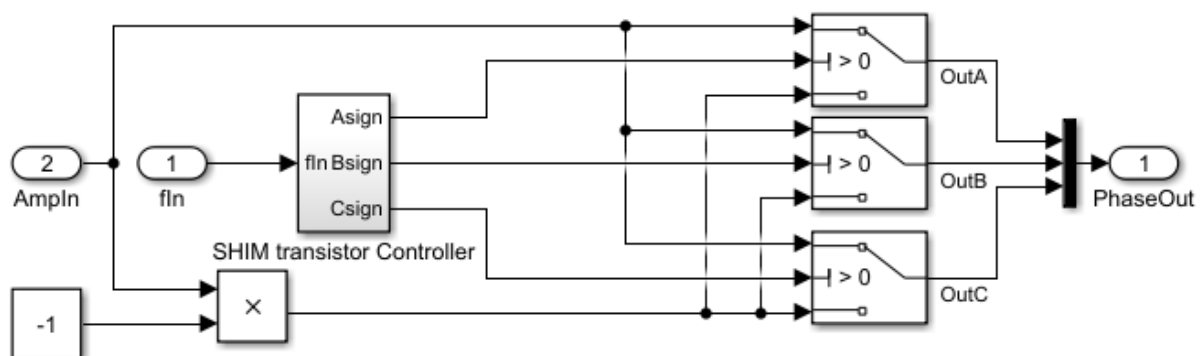 2
AmpIn
1
fIn
Asign
fIn Bsign
Csign
SHIM transistor Controller
-1
×
> 0
OutA
> 0
OutB
> 0
OutC
1
PhaseOut